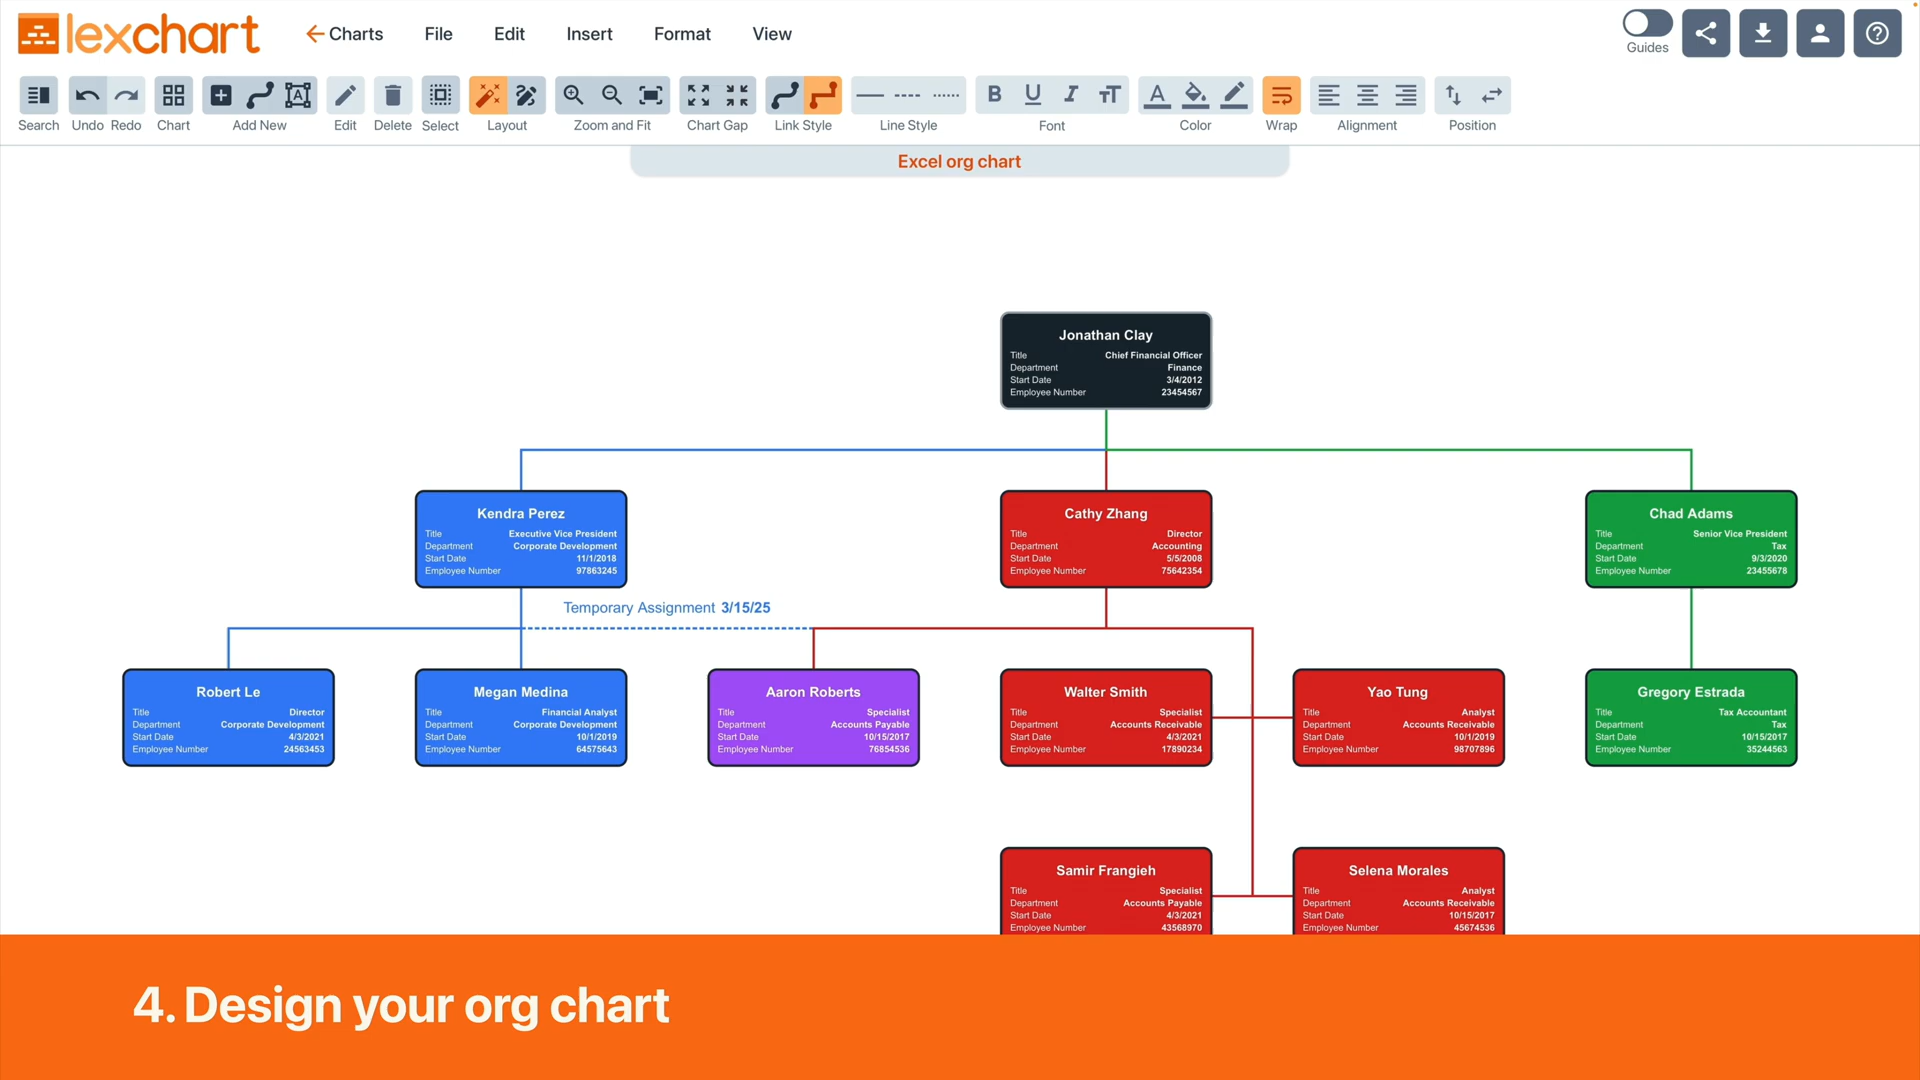 lexchart
Charts File Edit Insert Format View
Guides
Search Undo Redo Chart Add New Edit Delete Select Layout Zoom and Fit Chart Gap Link Style Line Style Font Color Wrap Alignment Position
Excel org chart
Jonathan Clay
Title Chief Financial Officer
Department Finance
Start Date 3/4/2012
Employee Number 23454567
Kendra Perez
Title Executive Vice President
Department Corporate Development
Start Date 11/1/2018
Employee Number 97863245
Cathy Zhang
Title Director
Department Accounting
Start Date 5/5/2008
Employee Number 75642354
Chad Adams
Title Senior Vice President
Department Tax
Start Date 9/3/2020
Employee Number 23455678
Temporary Assignment 3/15/25
Robert Le
Title Director
Department Corporate Development
Start Date 4/3/2021
Employee Number 24563453
Megan Medina
Title Financial Analyst
Department Corporate Development
Start Date 10/1/2019
Employee Number 64575643
Aaron Roberts
Title Specialist
Department Accounts Payable
Start Date 10/15/2017
Employee Number 76854536
Walter Smith
Title Specialist
Department Accounts Receivable
Start Date 4/3/2021
Employee Number 17890234
Yao Tung
Title Analyst
Department Accounts Receivable
Start Date 10/1/2019
Employee Number 98707896
Gregory Estrada
Title Tax Accountant
Department Tax
Start Date 10/15/2017
Employee Number 35244563
Samir Frangieh
Title Specialist
Department Accounts Payable
Start Date 4/3/2021
Employee Number 43568970
Selena Morales
Title Analyst
Department Accounts Receivable
Start Date 10/15/2017
Employee Number 45674536
4. Design your org chart